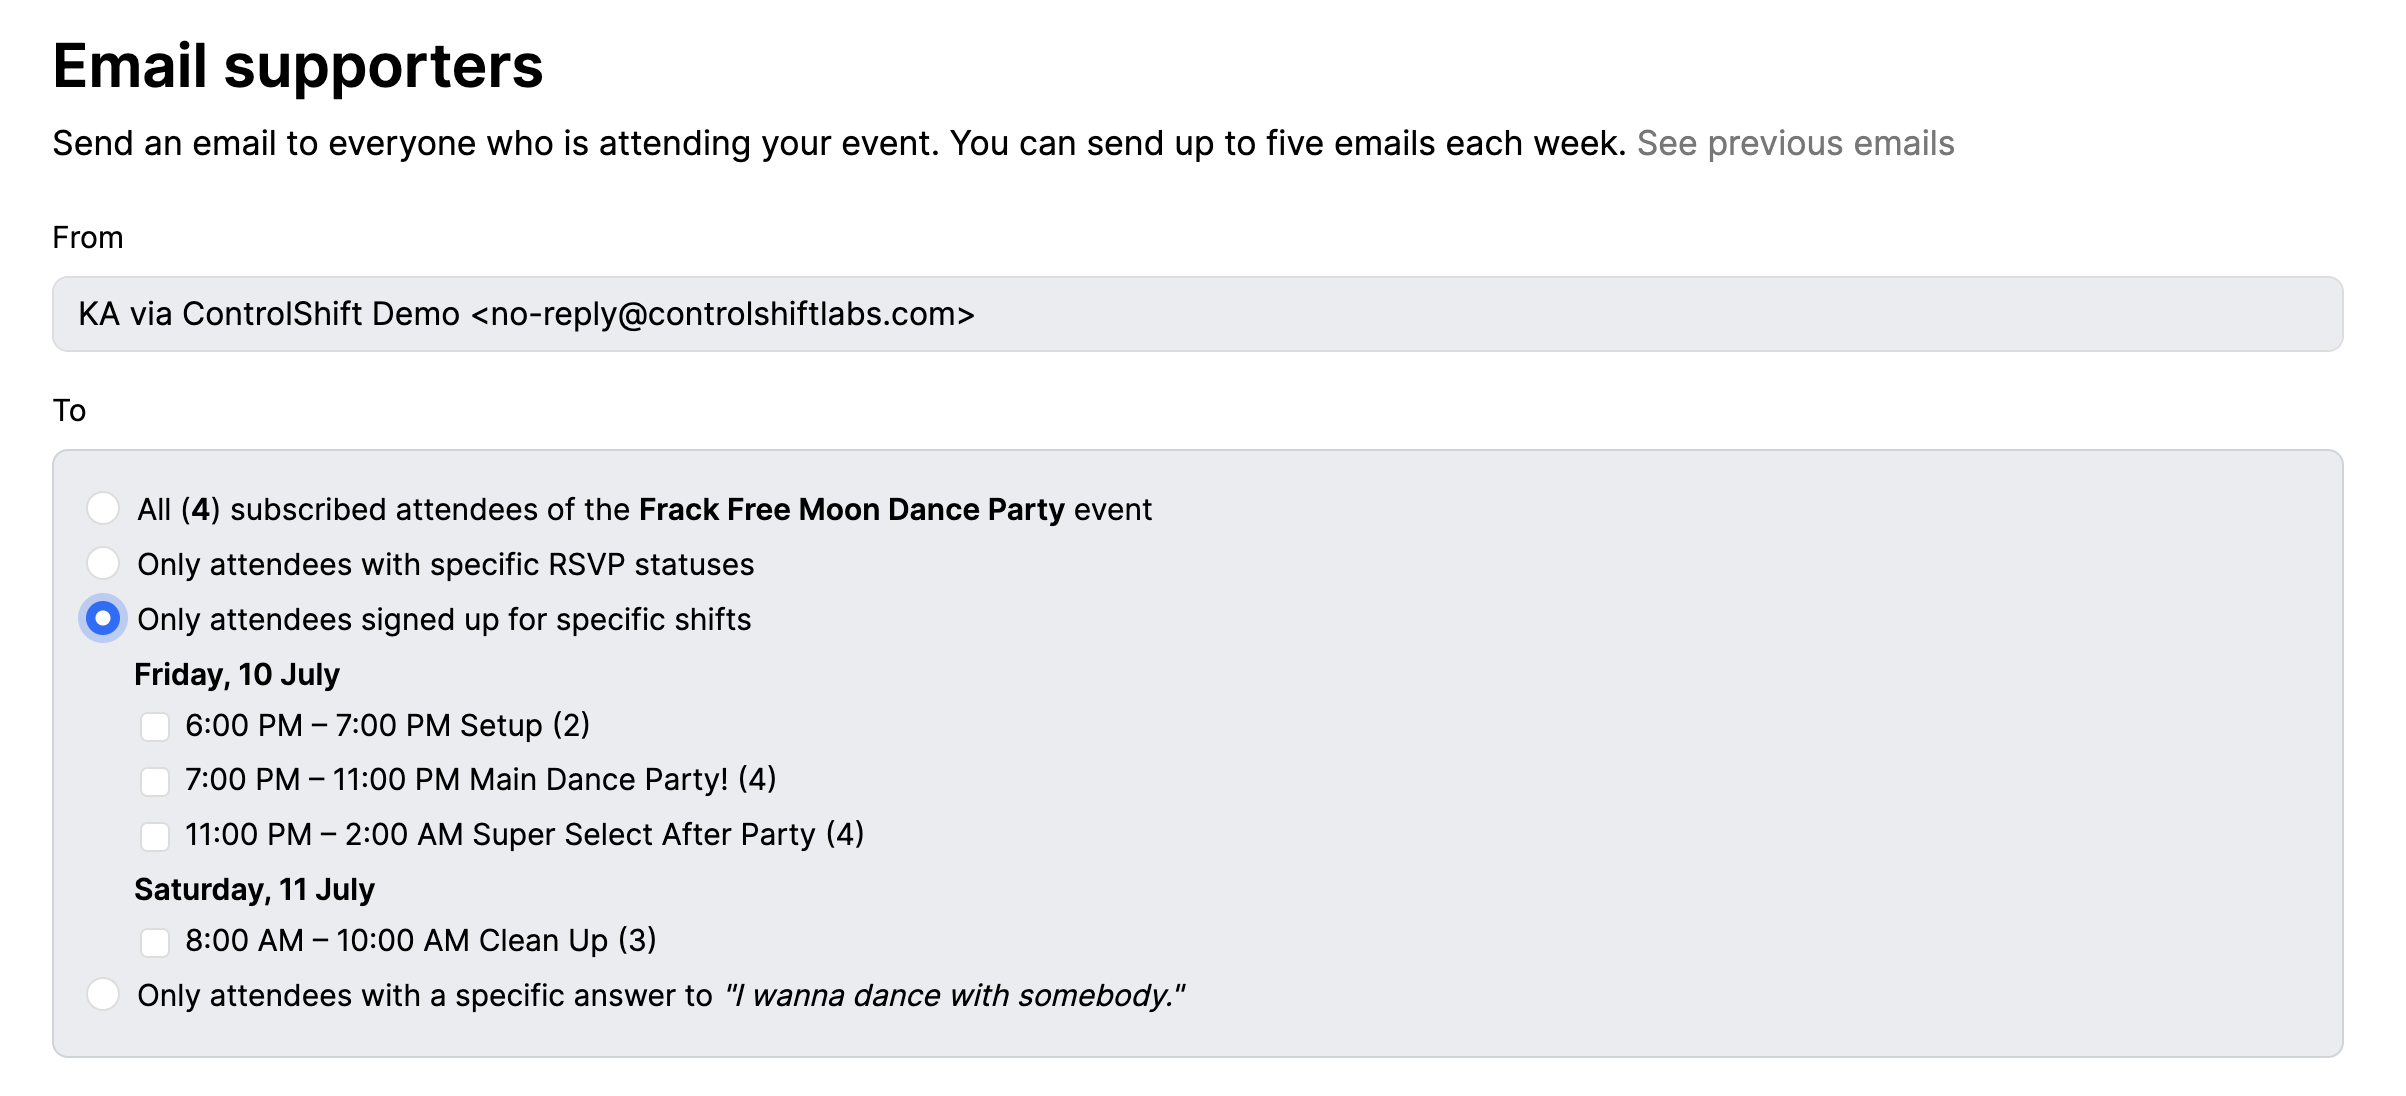 Email supporters
Send an email to everyone who is attending your event. You can send up to five emails each week. See previous emails
From
KA via ControlShift Demo <no-reply@controlshiftlabs.com>
To
All (4) subscribed attendees of the Frack Free Moon Dance Party event
Only attendees with specific RSVP statuses
Only attendees signed up for specific shifts
Friday, 10 July
6:00 PM – 7:00 PM Setup (2)
7:00 PM – 11:00 PM Main Dance Party! (4)
11:00 PM – 2:00 AM Super Select After Party (4)
Saturday, 11 July
8:00 AM – 10:00 AM Clean Up (3)
Only attendees with a specific answer to "I wanna dance with somebody."